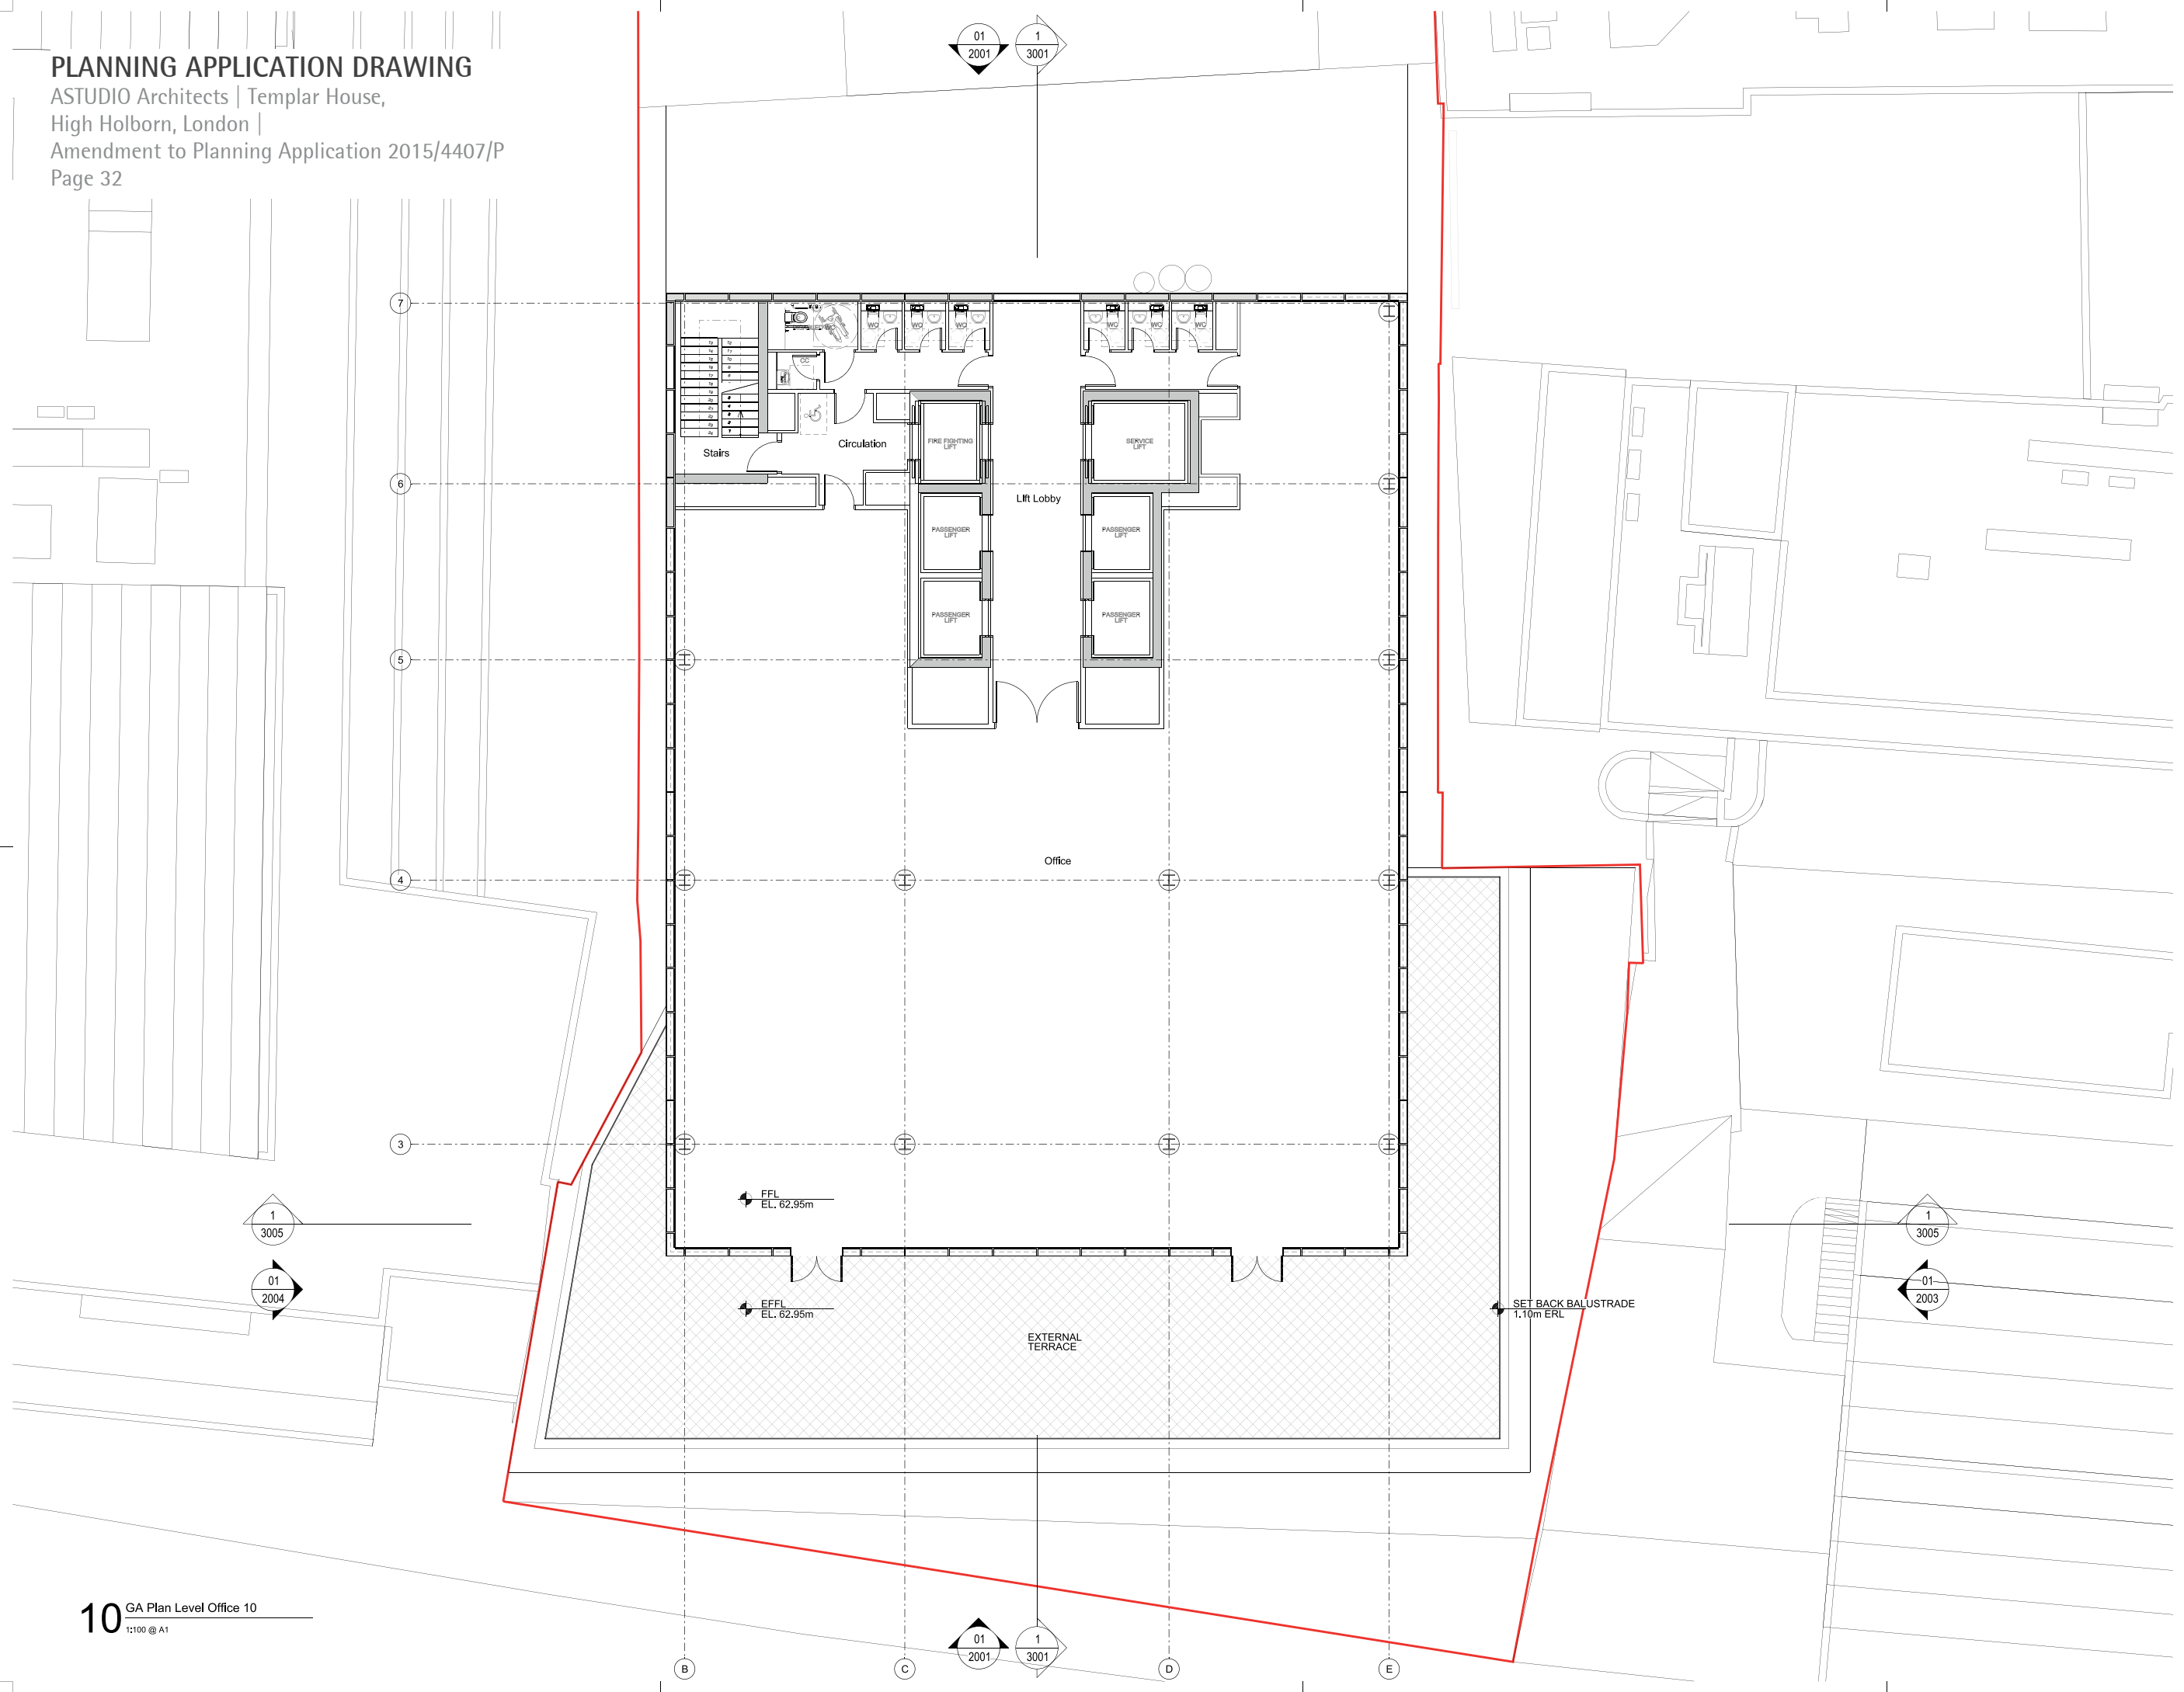 PLANNING APPLICATION DRAWING
ASTUDIO Architects | Templar House,
High Holborn, London |
Amendment to Planning Application 2015/4407/P
Page 32
01
2001
1
3001
7
WC
WC
WC
WC
WC
WC
CC
Stairs
Circulation
FIRE FIGHTING
LIFT
SERVICE
LIFT
6
Lift Lobby
PASSENGER
LIFT
PASSENGER
LIFT
PASSENGER
LIFT
PASSENGER
LIFT
5
Office
4
3
FFL
EL. 62.95m
1
3005
1
3005
01
2004
01
2003
EFFL
EL. 62.95m
SET BACK BALUSTRADE
1.10m ERL
EXTERNAL
TERRACE
10 GA Plan Level Office 10
1:100 @ A1
01
2001
1
3001
B
C
D
E